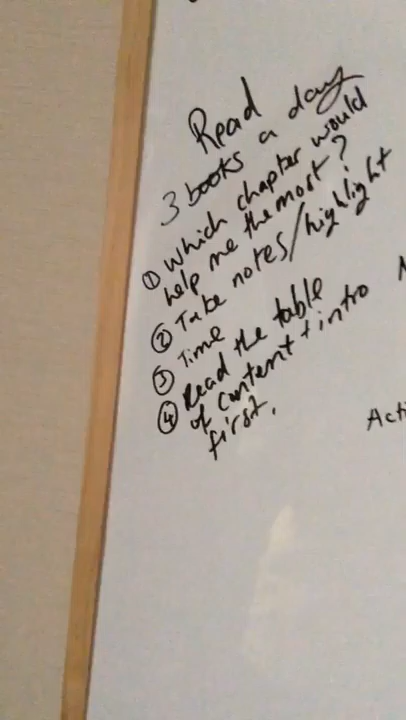 Read
3 books a day
① Which chapter would
help me the most?
② Take notes/highlight
③ Time
④ Read the table
of content + intro
first.
Acti